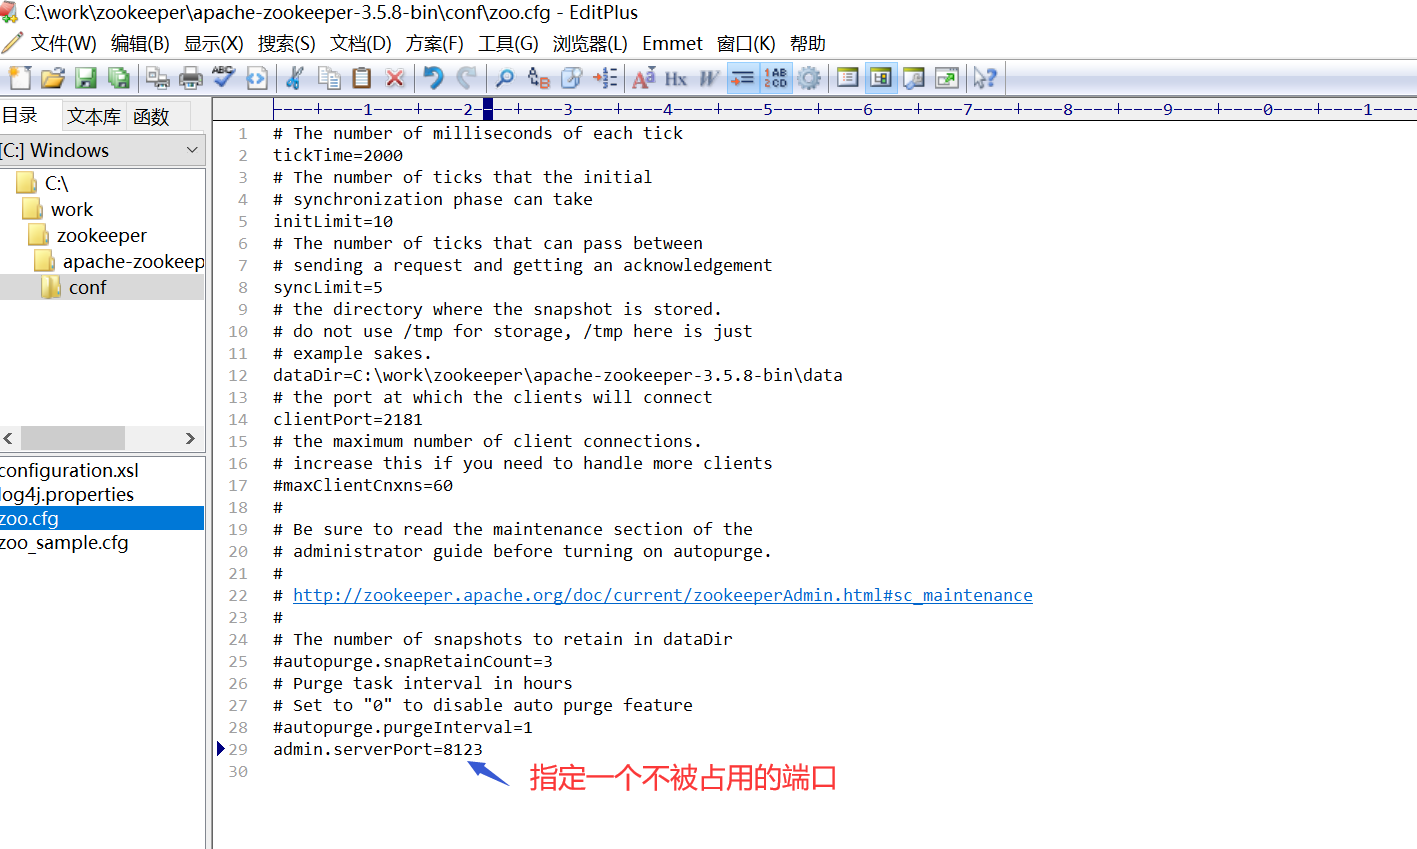 C:\work\zookeeper\apache-zookeeper-3.5.8-bin\conf\zoo.cfg - EditPlus
文件(W) 编辑(B) 显示(X) 搜索(S) 文档(D) 方案(F) 工具(G) 浏览器(L) Emmet 窗口(K) 帮助
目录 文本库 函数
[C:] Windows
C:\
work
zookeeper
apache-zookeep
conf
configuration.xsl
log4j.properties
zoo.cfg
zoo_sample.cfg
----+----1----+----2----+----3----+----4----+----5----+----6----+----7----+----8----+----9----+----0----+----1----
1 # The number of milliseconds of each tick
2 tickTime=2000
3 # The number of ticks that the initial
4 # synchronization phase can take
5 initLimit=10
6 # The number of ticks that can pass between
7 # sending a request and getting an acknowledgement
8 syncLimit=5
9 # the directory where the snapshot is stored.
10 # do not use /tmp for storage, /tmp here is just
11 # example sakes.
12 dataDir=C:\work\zookeeper\apache-zookeeper-3.5.8-bin\data
13 # the port at which the clients will connect
14 clientPort=2181
15 # the maximum number of client connections.
16 # increase this if you need to handle more clients
17 #maxClientCnxns=60
18 #
19 # Be sure to read the maintenance section of the
20 # administrator guide before turning on autopurge.
21 #
22 # http://zookeeper.apache.org/doc/current/zookeeperAdmin.html#sc_maintenance
23 #
24 # The number of snapshots to retain in dataDir
25 #autopurge.snapRetainCount=3
26 # Purge task interval in hours
27 # Set to "0" to disable auto purge feature
28 #autopurge.purgeInterval=1
29 admin.serverPort=8123
30
指定一个不被占用的端口